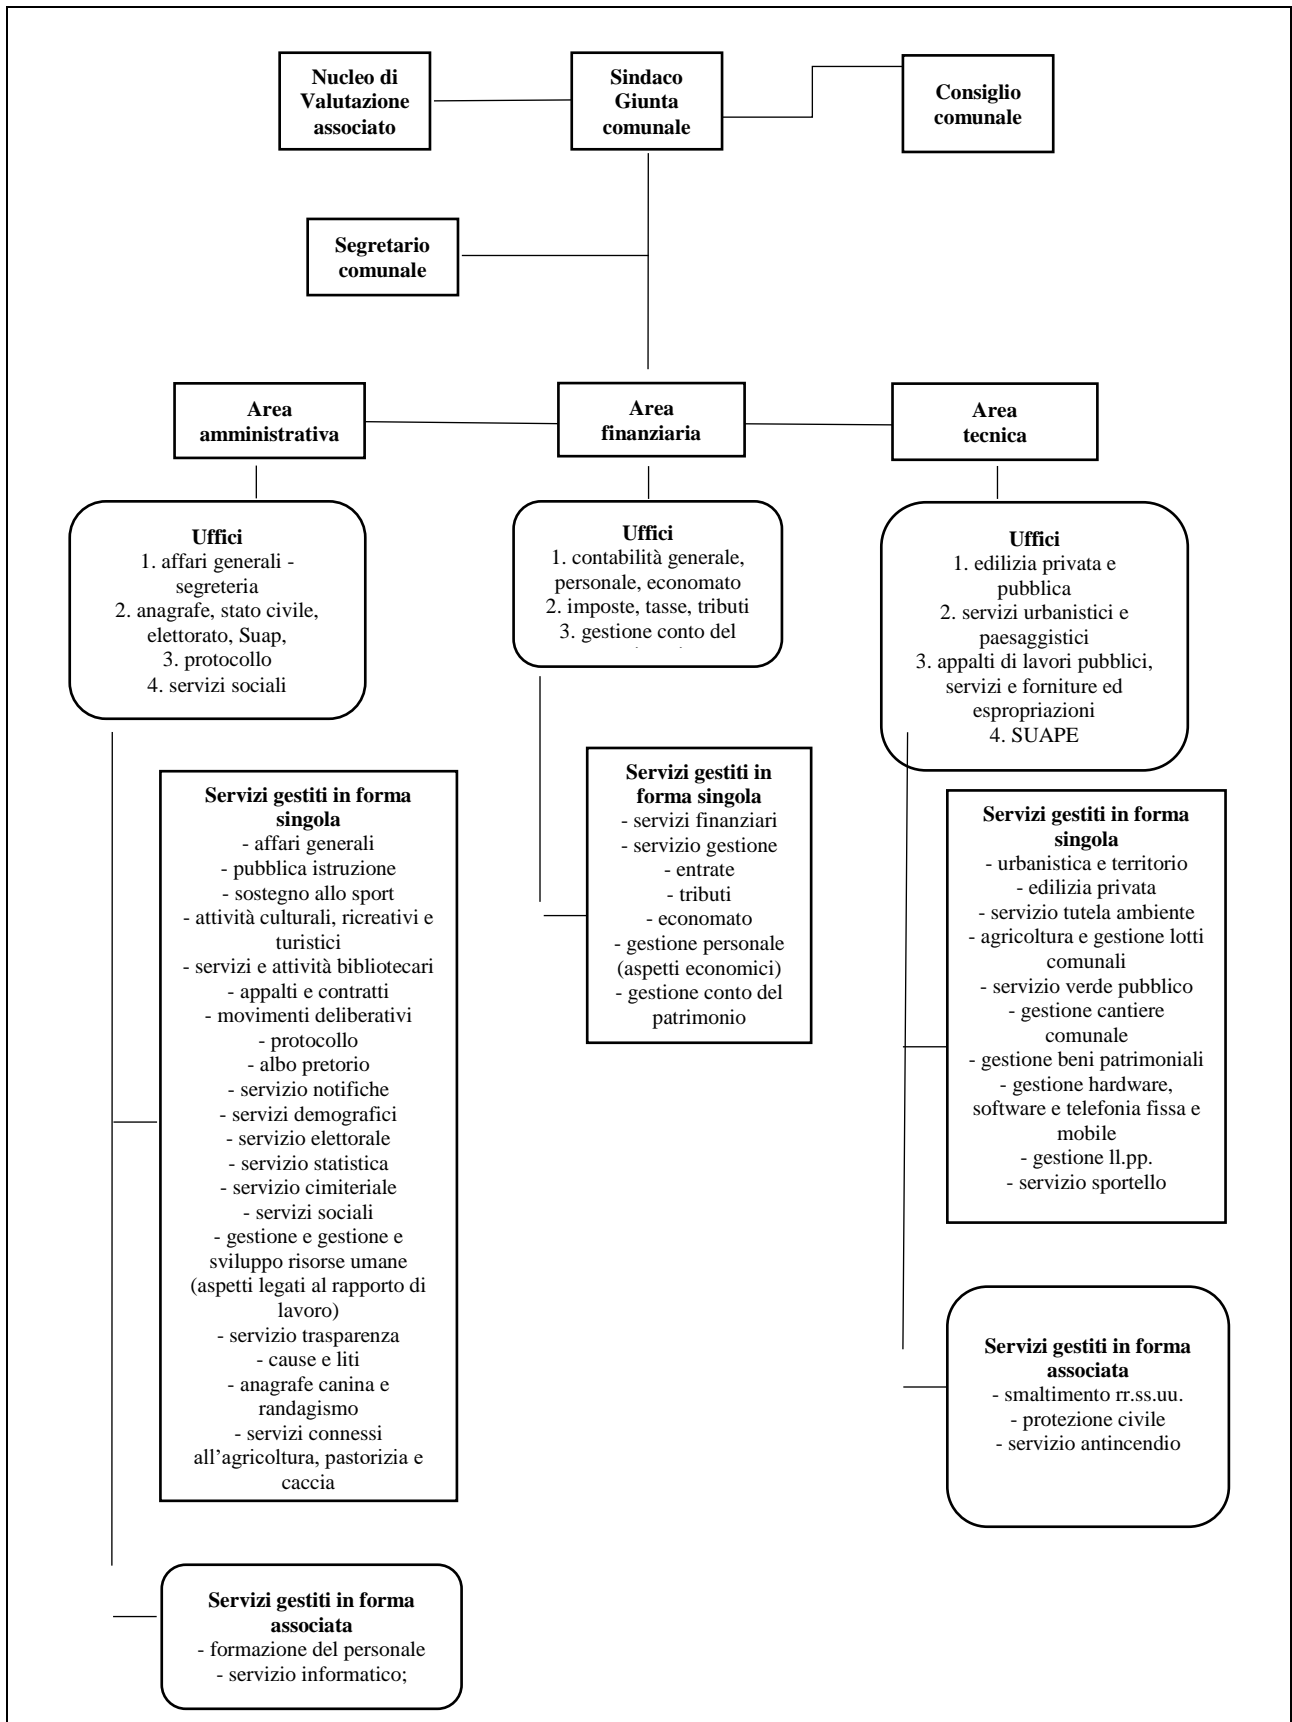 Nucleo di
Valutazione
associato
Sindaco
Giunta
comunale
Consiglio
comunale
Segretario
comunale
Area
amministrativa
Area
finanziaria
Area
tecnica
Uffici
1. affari generali -
segreteria
2. anagrafe, stato civile,
elettorato, Suap,
3. protocollo
4. servizi sociali
Uffici
1. contabilità generale,
personale, economato
2. imposte, tasse, tributi
3. gestione conto del
Uffici
1. edilizia privata e
pubblica
2. servizi urbanistici e
paesaggistici
3. appalti di lavori pubblici,
servizi e forniture ed
espropriazioni
4. SUAPE
Servizi gestiti in forma
singola
- affari generali
- pubblica istruzione
- sostegno allo sport
- attività culturali, ricreativi e
turistici
- servizi e attività bibliotecari
- appalti e contratti
- movimenti deliberativi
- protocollo
- albo pretorio
- servizio notifiche
- servizi demografici
- servizio elettorale
- servizio statistica
- servizio cimiteriale
- servizi sociali
- gestione e gestione e
sviluppo risorse umane
(aspetti legati al rapporto di
lavoro)
- servizio trasparenza
- cause e liti
- anagrafe canina e
randagismo
- servizi connessi
all’agricoltura, pastorizia e
caccia
Servizi gestiti in
forma singola
- servizi finanziari
- servizio gestione
- entrate
- tributi
- economato
- gestione personale
(aspetti economici)
- gestione conto del
patrimonio
Servizi gestiti in forma
singola
- urbanistica e territorio
- edilizia privata
- servizio tutela ambiente
- agricoltura e gestione lotti
comunali
- servizio verde pubblico
- gestione cantiere
comunale
- gestione beni patrimoniali
- gestione hardware,
software e telefonia fissa e
mobile
- gestione ll.pp.
- servizio sportello
Servizi gestiti in forma
associata
- smaltimento rr.ss.uu.
- protezione civile
- servizio antincendio
Servizi gestiti in forma
associata
- formazione del personale
- servizio informatico;